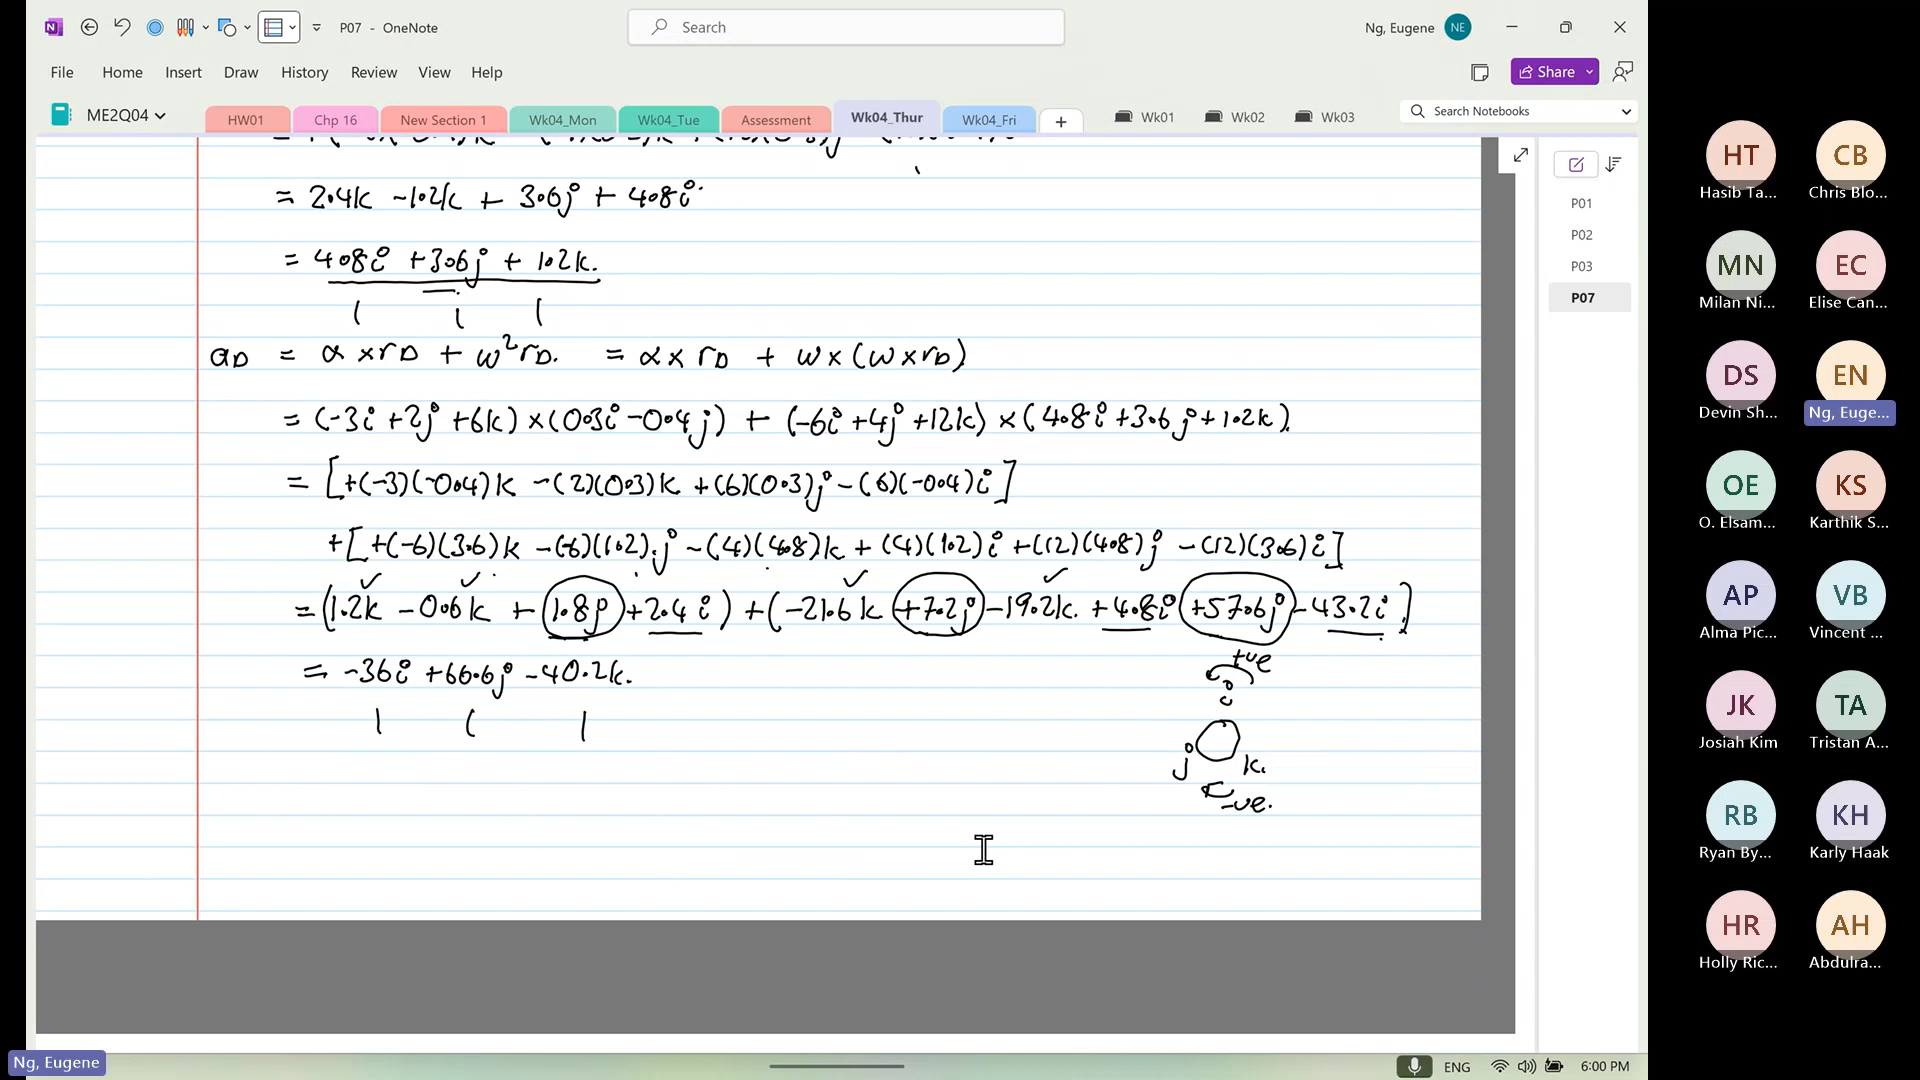 P07 - OneNote
Search
Ng, Eugene
NE
File Home Insert Draw History Review View Help
Share
ME2Q04
HW01 Chp 16 New Section 1 Wk04_Mon Wk04_Tue Assessment Wk04_Thur Wk04_Fri + Wk01 Wk02 Wk03
Search Notebooks
P01
P02
P03
P07
= 2.4k -1.2k + 3.6j + 4.8i
= 4.8i +3.6j + 1.2k.
aD = α × rD + ω²rD. = α × rD + ω × (ω × rD)
= (-3i +2j +6k) × (0.3i -0.4j) + (-6i +4j +12k) × (4.8i +3.6j +1.2k).
= [+(-3)(-0.4)k -(2)(0.3)k +(6)(0.3)j -(6)(-0.4)i]
+[+(-6)(3.6)k -(-6)(1.2)j -(4)(4.8)k +(4)(1.2)i +(12)(4.8)j -(12)(3.6)i]
= (1.2k -0.6k + 1.8j +2.4i) +(-21.6k +7.2j -19.2k. +4.8i +57.6j -43.2i)
= -36i +66.6j -40.2k.
+ve
i
j k.
-ve.
HT CB
Hasib Ta... Chris Blo...
MN EC
Milan Ni... Elise Can...
DS EN
Devin Sh... Ng, Euge...
OE KS
O. Elsam... Karthik S...
AP VB
Alma Pic... Vincent ...
JK TA
Josiah Kim Tristan A...
RB KH
Ryan By... Karly Haak
HR AH
Holly Ric... Abdulra...
Ng, Eugene
ENG 6:00 PM